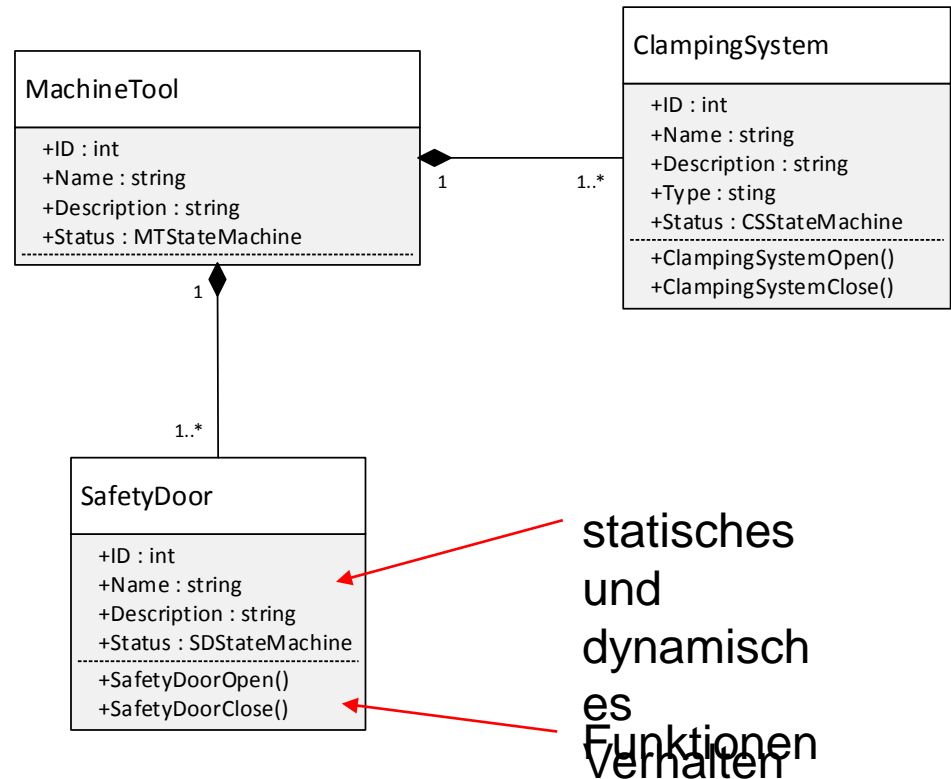 MachineTool
+ID : int
+Name : string
+Description : string
+Status : MTStateMachine
1
1..*
ClampingSystem
+ID : int
+Name : string
+Description : string
+Type : sting
+Status : CSStateMachine
+ClampingSystemOpen()
+ClampingSystemClose()
1
1..*
SafetyDoor
+ID : int
+Name : string
+Description : string
+Status : SDStateMachine
+SafetyDoorOpen()
+SafetyDoorClose()
statisches
und
dynamisch
es
Verhalten
Funktionen